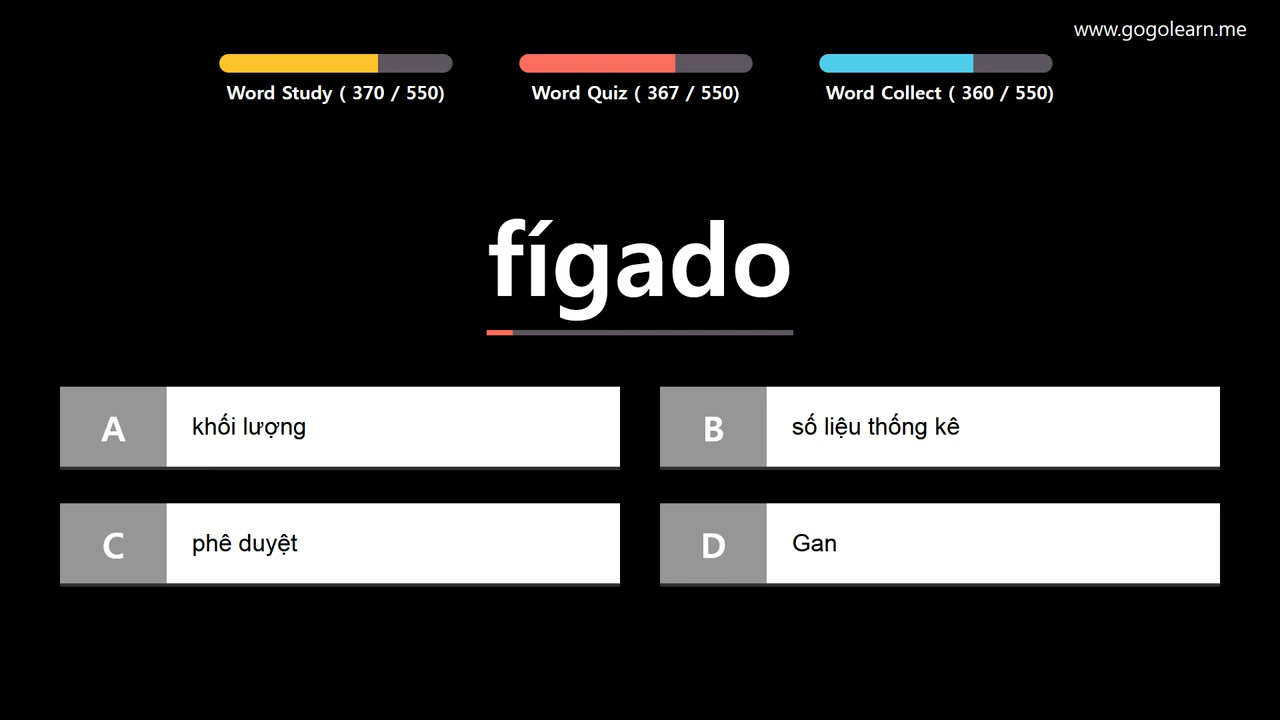 www.gogolearn.me
Word Study ( 370 / 550)
Word Quiz ( 367 / 550)
Word Collect ( 360 / 550)
fígado
A
khối lượng
B
số liệu thống kê
C
phê duyệt
D
Gan